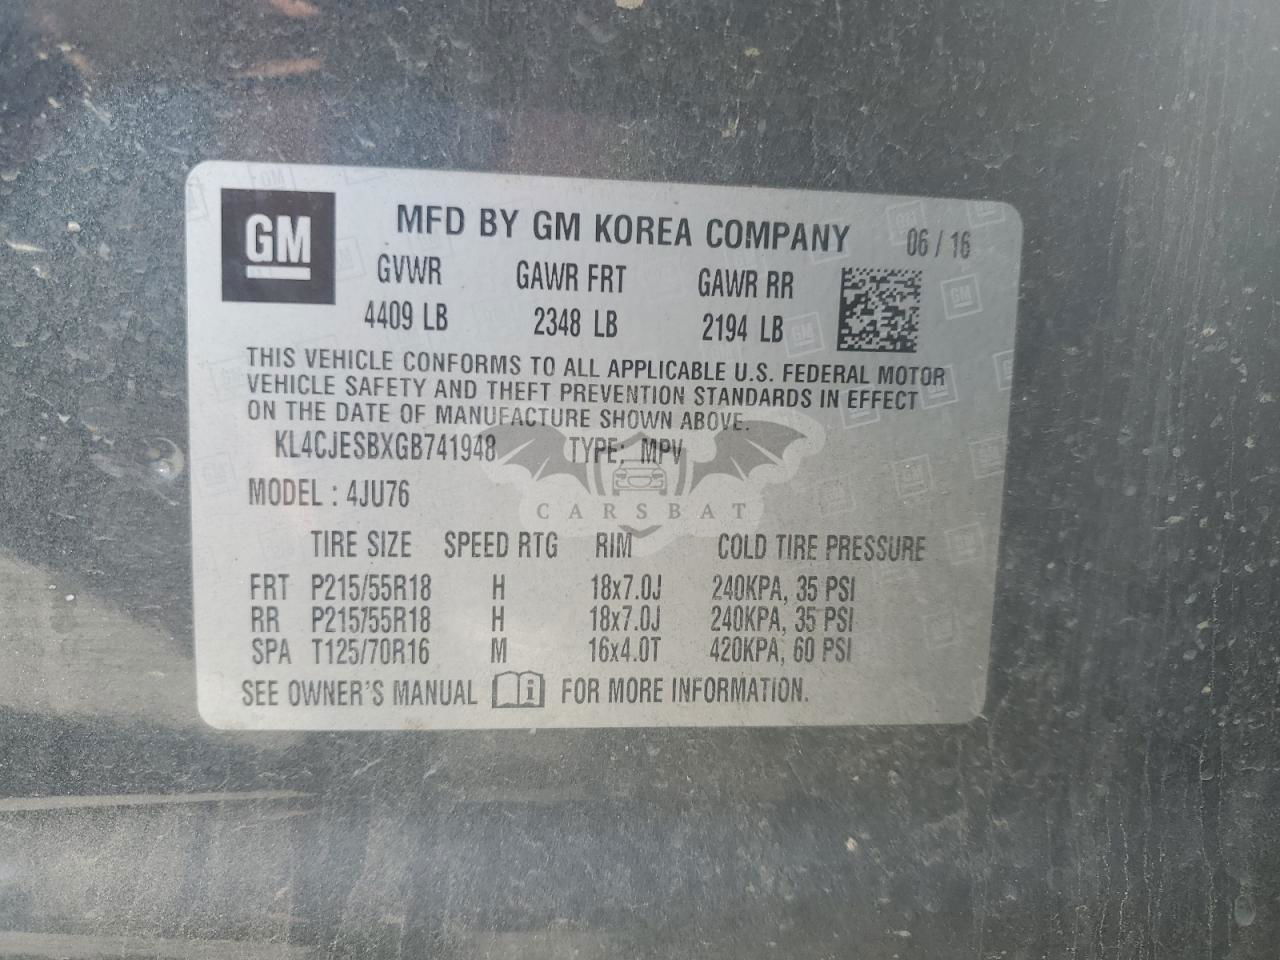 GM
MFD BY GM KOREA COMPANY 06 / 16
GVWR GAWR FRT GAWR RR
4409 LB 2348 LB 2194 LB
THIS VEHICLE CONFORMS TO ALL APPLICABLE U.S. FEDERAL MOTOR
VEHICLE SAFETY AND THEFT PREVENTION STANDARDS IN EFFECT
ON THE DATE OF MANUFACTURE SHOWN ABOVE.
KL4CJESBXGB741948 TYPE: MPV
MODEL : 4JU76
CARSBAT
TIRE SIZE SPEED RTG RIM COLD TIRE PRESSURE
FRT P215/55R18 H 18x7.0J 240KPA, 35 PSI
RR P215/55R18 H 18x7.0J 240KPA, 35 PSI
SPA T125/70R16 M 16x4.0T 420KPA, 60 PSI
SEE OWNER'S MANUAL i FOR MORE INFORMATION.